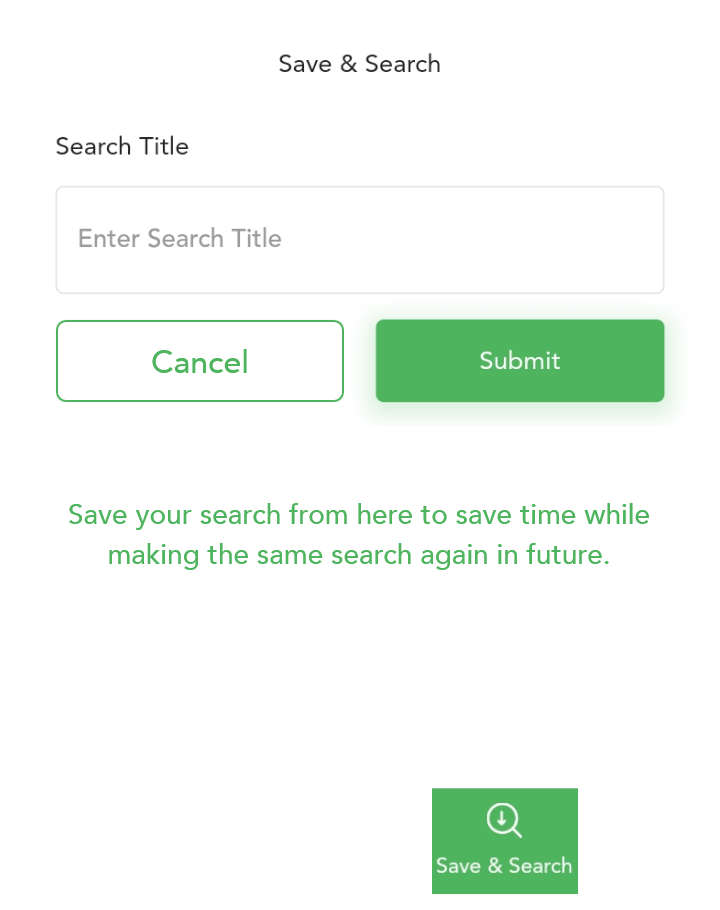 Save & Search
Search Title
Enter Search Title
Cancel
Submit
Save your search from here to save time while
making the same search again in future.
Save & Search